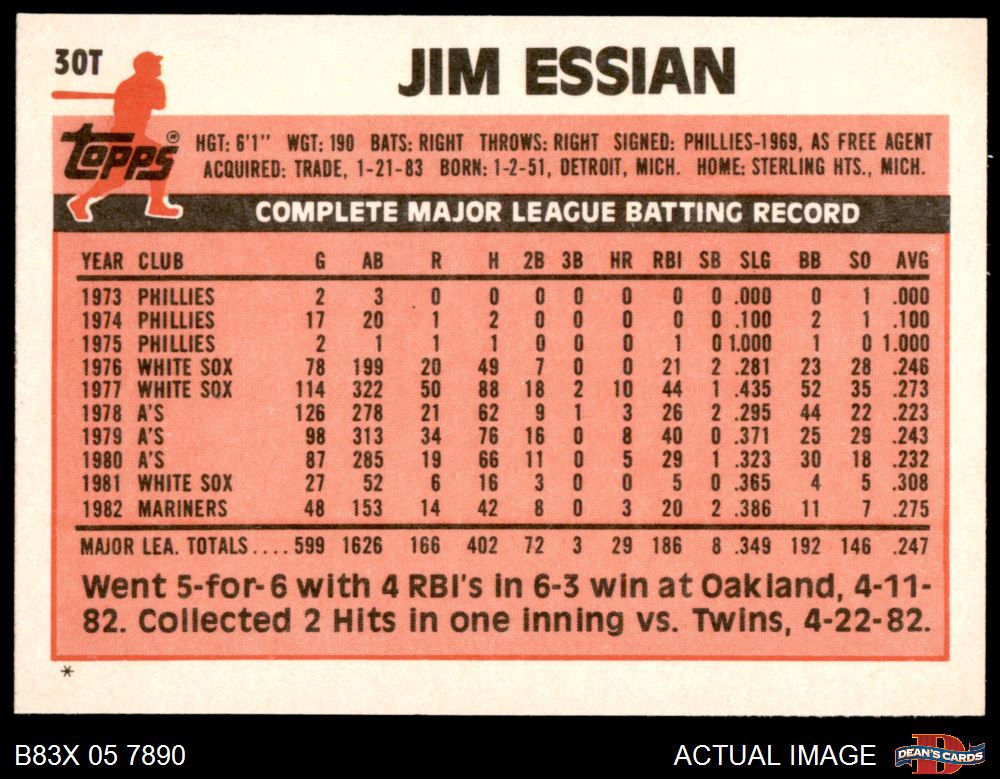 30T
JIM ESSIAN
topps®
HGT: 6'1" WGT: 190 BATS: RIGHT THROWS: RIGHT SIGNED: PHILLIES-1969, AS FREE AGENT
ACQUIRED: TRADE, 1-21-83 BORN: 1-2-51, DETROIT, MICH. HOME: STERLING HTS., MICH.
COMPLETE MAJOR LEAGUE BATTING RECORD
YEAR CLUB G AB R H 2B 3B HR RBI SB SLG BB SO AVG
1973 PHILLIES 2 3 0 0 0 0 0 0 0 .000 0 1 .000
1974 PHILLIES 17 20 1 2 0 0 0 0 0 .100 2 1 .100
1975 PHILLIES 2 1 1 1 0 0 0 1 0 1.000 1 0 1.000
1976 WHITE SOX 78 199 20 49 7 0 0 21 2 .281 23 28 .246
1977 WHITE SOX 114 322 50 88 18 2 10 44 1 .435 52 35 .273
1978 A'S 126 278 21 62 9 1 3 26 2 .295 44 22 .223
1979 A'S 98 313 34 76 16 0 8 40 0 .371 25 29 .243
1980 A'S 87 285 19 66 11 0 5 29 1 .323 30 18 .232
1981 WHITE SOX 27 52 6 16 3 0 0 5 0 .365 4 5 .308
1982 MARINERS 48 153 14 42 8 0 3 20 2 .386 11 7 .275
MAJOR LEA. TOTALS.... 599 1626 166 402 72 3 29 186 8 .349 192 146 .247
Went 5-for-6 with 4 RBI's in 6-3 win at Oakland, 4-11-
82. Collected 2 Hits in one inning vs. Twins, 4-22-82.
*
B83X 05 7890
ACTUAL IMAGE
DEAN'S CARDS